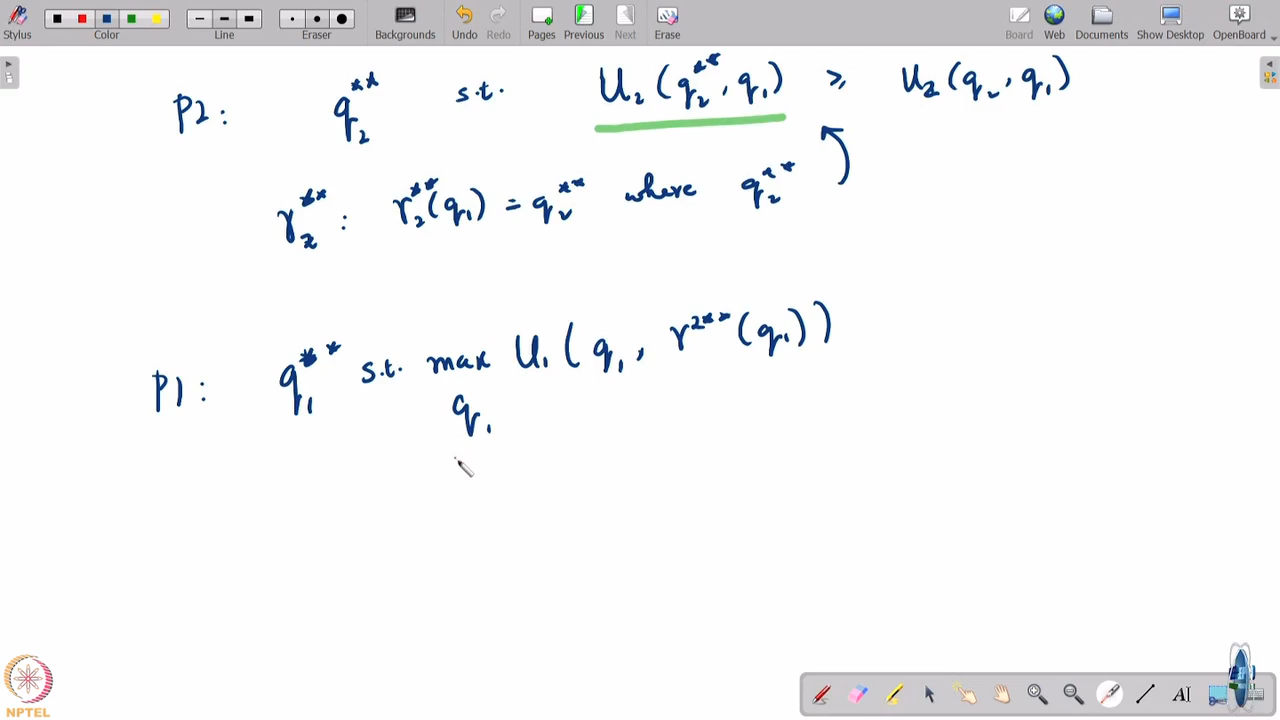 Stylus Color Line Eraser Backgrounds Undo Redo Pages Previous Next Erase Board Web Documents Show Desktop OpenBoard
P2: q₂** s.t. U₂(q₂**, q₁) ≥ U₂(q₂, q₁)
r₂**: r₂**(q₁) = q₂** where q₂**
P1: q₁** s.t. max U₁(q₁, r²**(q₁))
q₁
NPTEL